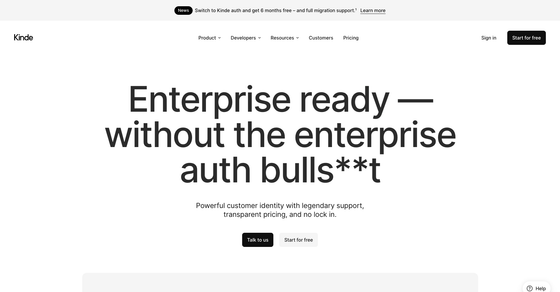 News Switch to Kinde auth and get 6 months free – and full migration support.† Learn more
Kinde Product Developers Resources Customers Pricing Sign in Start for free
Enterprise ready —
without the enterprise
auth bulls**t
Powerful customer identity with legendary support,
transparent pricing, and no lock in.
Talk to us Start for free
Help